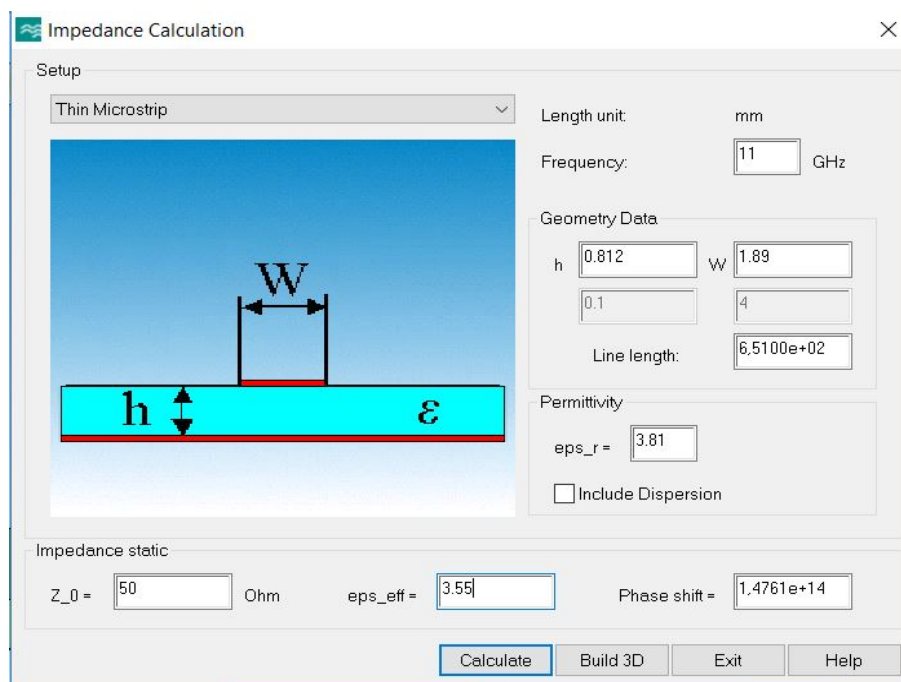 Impedance Calculation
Setup
Thin Microstrip
Length unit: mm
Frequency: 11 GHz
W
h
ε
Geometry Data
h 0.812 W 1.89
0.1 4
Line length: 6,5100e+02
Permittivity
eps_r = 3.81
Include Dispersion
Impedance static
Z_0 = 50 Ohm eps_eff = 3.55 Phase shift = 1,4761e+14
Calculate Build 3D Exit Help